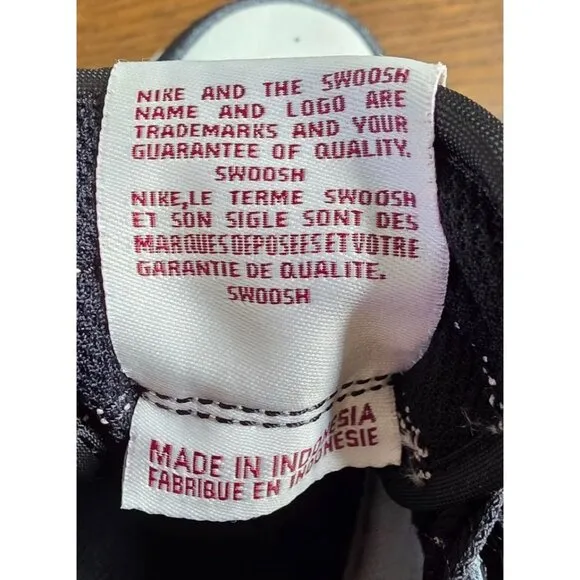 NIKE AND THE SWOOSH
NAME AND LOGO ARE
TRADEMARKS AND YOUR
GUARANTEE OF QUALITY.
SWOOSH
NIKE,LE TERME SWOOSH
ET SON SIGLE SONT DES
MARQUES DEPOSEES ET VOTRE
GARANTIE DE QUALITE.
SWOOSH
MADE IN INDONESIA
FABRIQUE EN INDONESIE